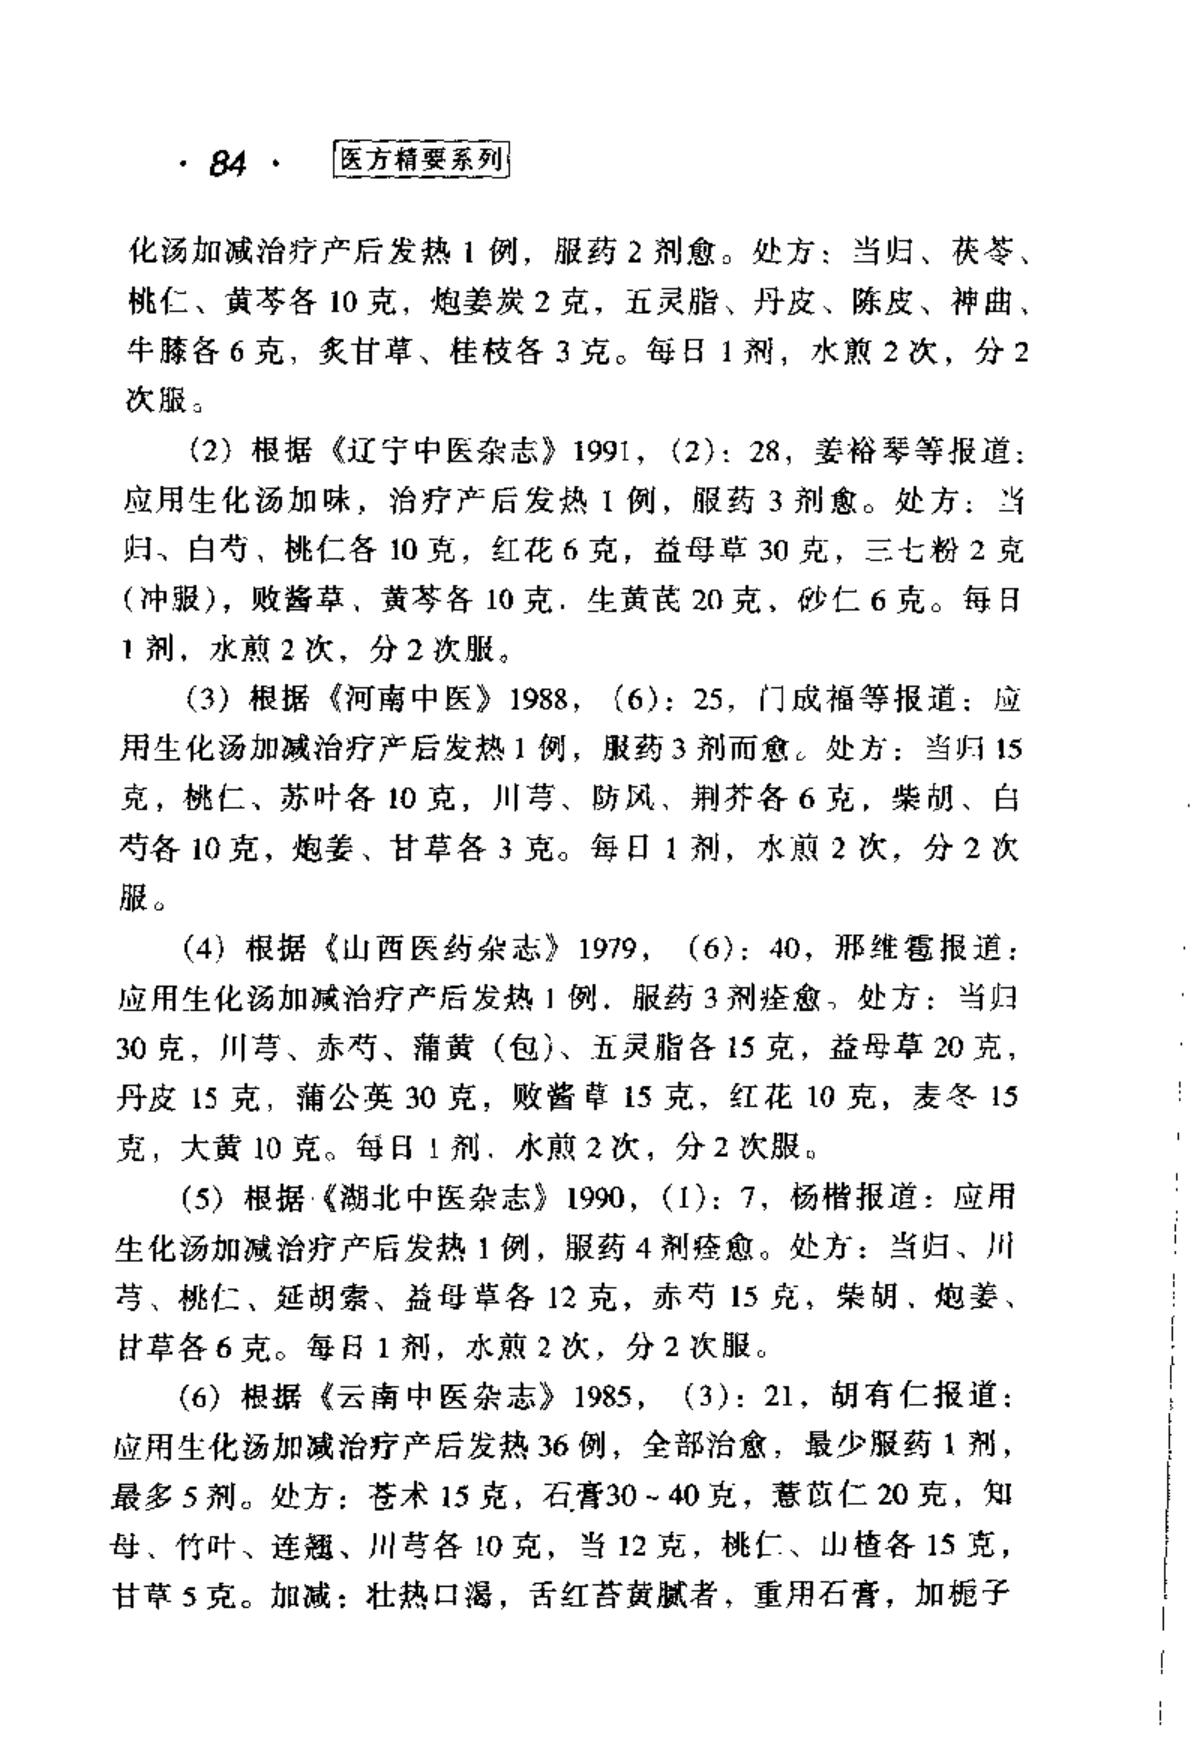 · 84 · 医方精要系列
化汤加减治疗产后发热 1 例，服药 2 剂愈。处方：当归、茯苓、
桃仁、黄芩各 10 克，炮姜炭 2 克，五灵脂、丹皮、陈皮、神曲、
牛膝各 6 克，炙甘草、桂枝各 3 克。每日 1 剂，水煎 2 次，分 2
次服。
（2）根据《辽宁中医杂志》1991，（2）：28，姜裕琴等报道：
应用生化汤加味，治疗产后发热 1 例，服药 3 剂愈。处方：当
归、白芍、桃仁各 10 克，红花 6 克，益母草 30 克，三七粉 2 克
（冲服），败酱草、黄芩各 10 克．生黄芪 20 克、砂仁 6 克。每日
1 剂，水煎 2 次，分 2 次服。
（3）根据《河南中医》1988，（6）：25，门成福等报道：应
用生化汤加减治疗产后发热 1 例，服药 3 剂而愈。处方：当归 15
克，桃仁、苏叶各 10 克，川芎、防风、荆芥各 6 克，柴胡、白
芍各 10 克，炮姜、甘草各 3 克。每日 1 剂，水煎 2 次，分 2 次
服。
（4）根据《山西医药杂志》1979，（6）：40，邢维萑报道：
应用生化汤加减治疗产后发热 1 例．服药 3 剂痊愈。处方：当归
30 克，川芎、赤芍、蒲黄（包）、五灵脂各 15 克，益母草 20 克，
丹皮 15 克，蒲公英 30 克，败酱草 15 克，红花 10 克，麦冬 15
克，大黄 10 克。每日 1 剂．水煎 2 次，分 2 次服。
（5）根据·《湖北中医杂志》1990，（1）：7，杨楷报道：应用
生化汤加减治疗产后发热 1 例，服药 4 剂痊愈。处方：当归、川
芎、桃仁、延胡索、益母草各 12 克，赤芍 15 克，柴胡、炮姜、
甘草各 6 克。每日 1 剂，水煎 2 次，分 2 次服。
（6）根据《云南中医杂志》1985，（3）：21，胡有仁报道：
应用生化汤加减治疗产后发热 36 例，全部治愈，最少服药 1 剂，
最多 5 剂。处方：苍术 15 克，石膏30～40 克，薏苡仁 20 克，知
母、竹叶、连翘、川芎各 10 克，当 12 克，桃仁、山楂各 15 克，
甘草 5 克。加减：壮热口渴，舌红苔黄腻者，重用石膏，加栀子